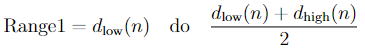 Range1 = d_low(n) do (d_low(n) + d_high(n))/2